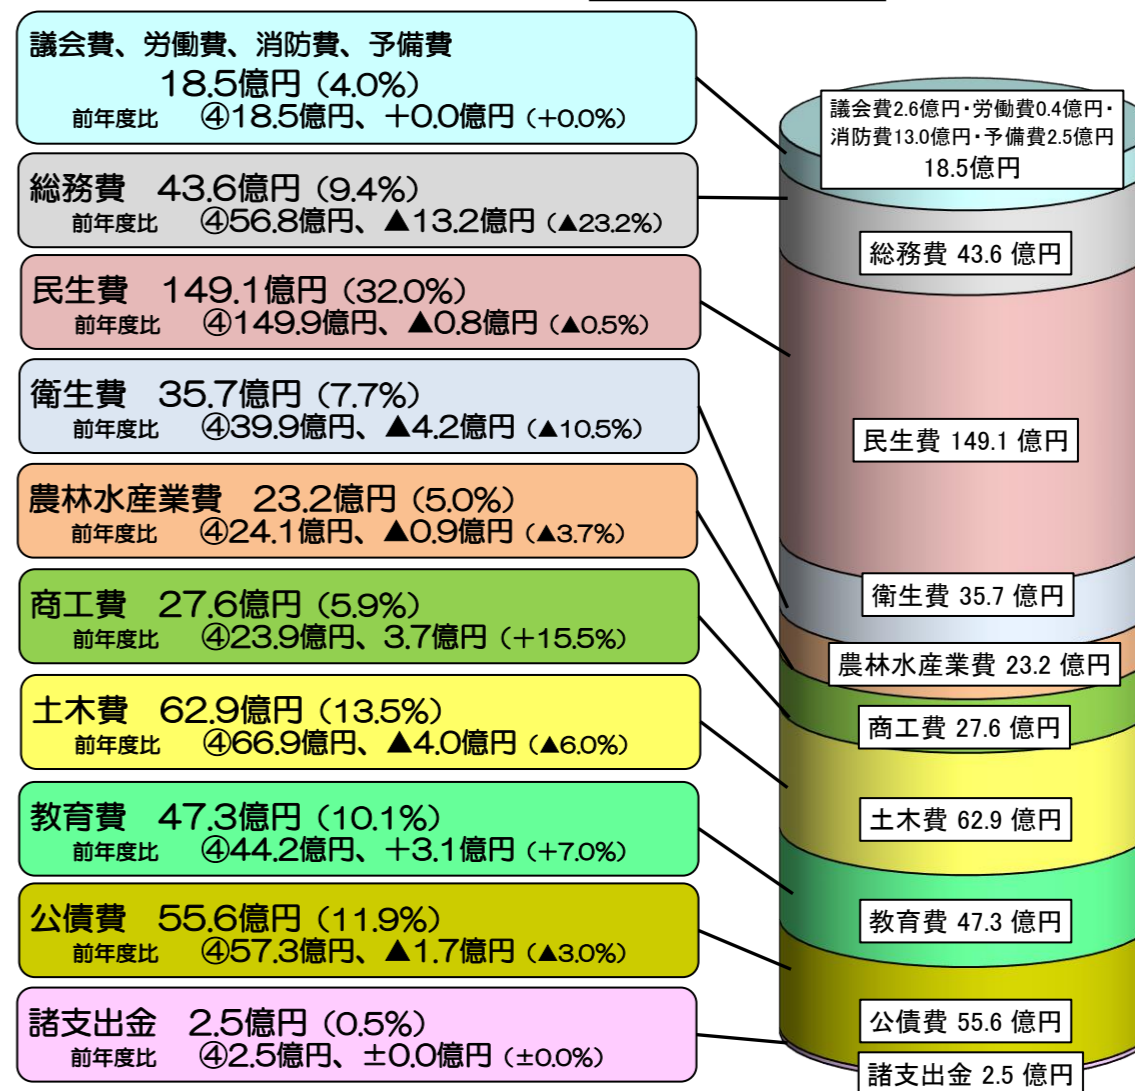 議会費、労働費、消防費、予備費
18.5億円（4.0%）
前年度比　④18.5億円、＋0.0億円（+0.0%）
総務費　43.6億円（9.4%）
前年度比　④56.8億円、▲13.2億円（▲23.2%）
民生費　149.1億円（32.0%）
前年度比　④149.9億円、▲0.8億円（▲0.5%）
衛生費　35.7億円（7.7%）
前年度比　④39.9億円、▲4.2億円（▲10.5%）
農林水産業費　23.2億円（5.0%）
前年度比　④24.1億円、▲0.9億円（▲3.7%）
商工費　27.6億円（5.9%）
前年度比　④23.9億円、3.7億円（+15.5%）
土木費　62.9億円（13.5%）
前年度比　④66.9億円、▲4.0億円（▲6.0%）
教育費　47.3億円（10.1%）
前年度比　④44.2億円、＋3.1億円（+7.0%）
公債費　55.6億円（11.9%）
前年度比　④57.3億円、▲1.7億円（▲3.0%）
諸支出金　2.5億円（0.5%）
前年度比　④2.5億円、±0.0億円（±0.0%）
議会費2.6億円・労働費0.4億円・
消防費13.0億円・予備費2.5億円
18.5億円
総務費 43.6 億円
民生費 149.1 億円
衛生費 35.7 億円
農林水産業費 23.2 億円
商工費 27.6 億円
土木費 62.9 億円
教育費 47.3 億円
公債費 55.6 億円
諸支出金 2.5 億円